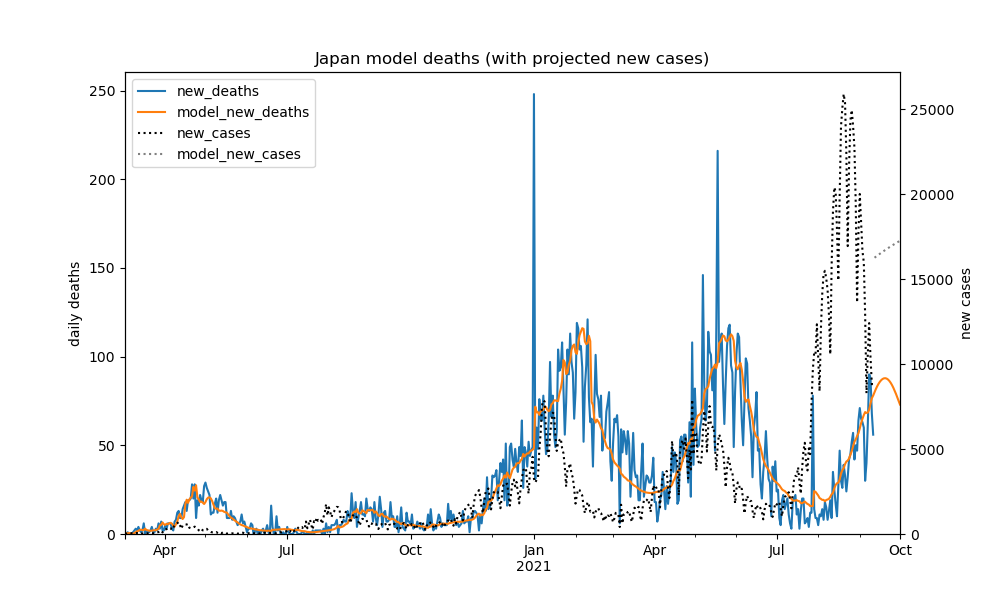 Japan model deaths (with projected new cases)
new_deaths
model_new_deaths
new_cases
model_new_cases
250
200
150
100
50
0
daily deaths
25000
20000
15000
10000
5000
0
new cases
Apr
Jul
Oct
Jan
2021
Apr
Jul
Oct